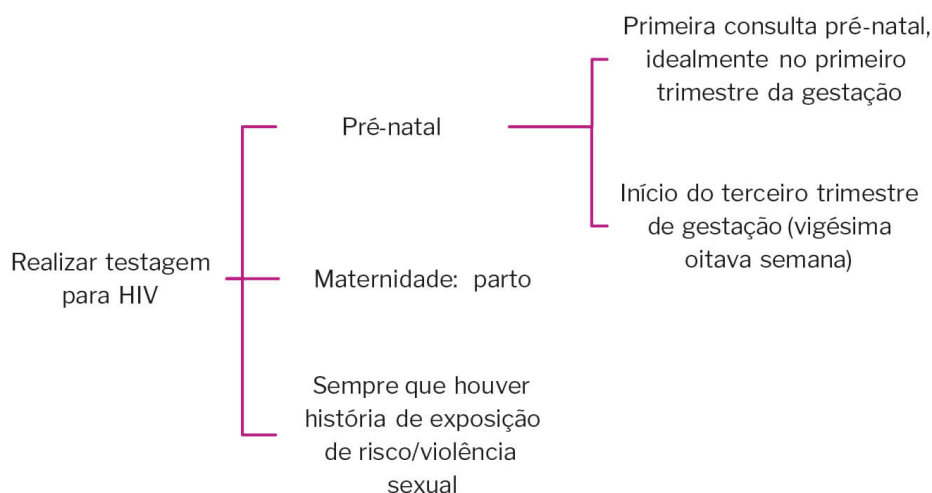 Realizar testagem
para HIV
Pré-natal
Primeira consulta pré-natal,
idealmente no primeiro
trimestre da gestação
Início do terceiro trimestre
de gestação (vigésima
oitava semana)
Maternidade: parto
Sempre que houver
história de exposição
de risco/violência
sexual